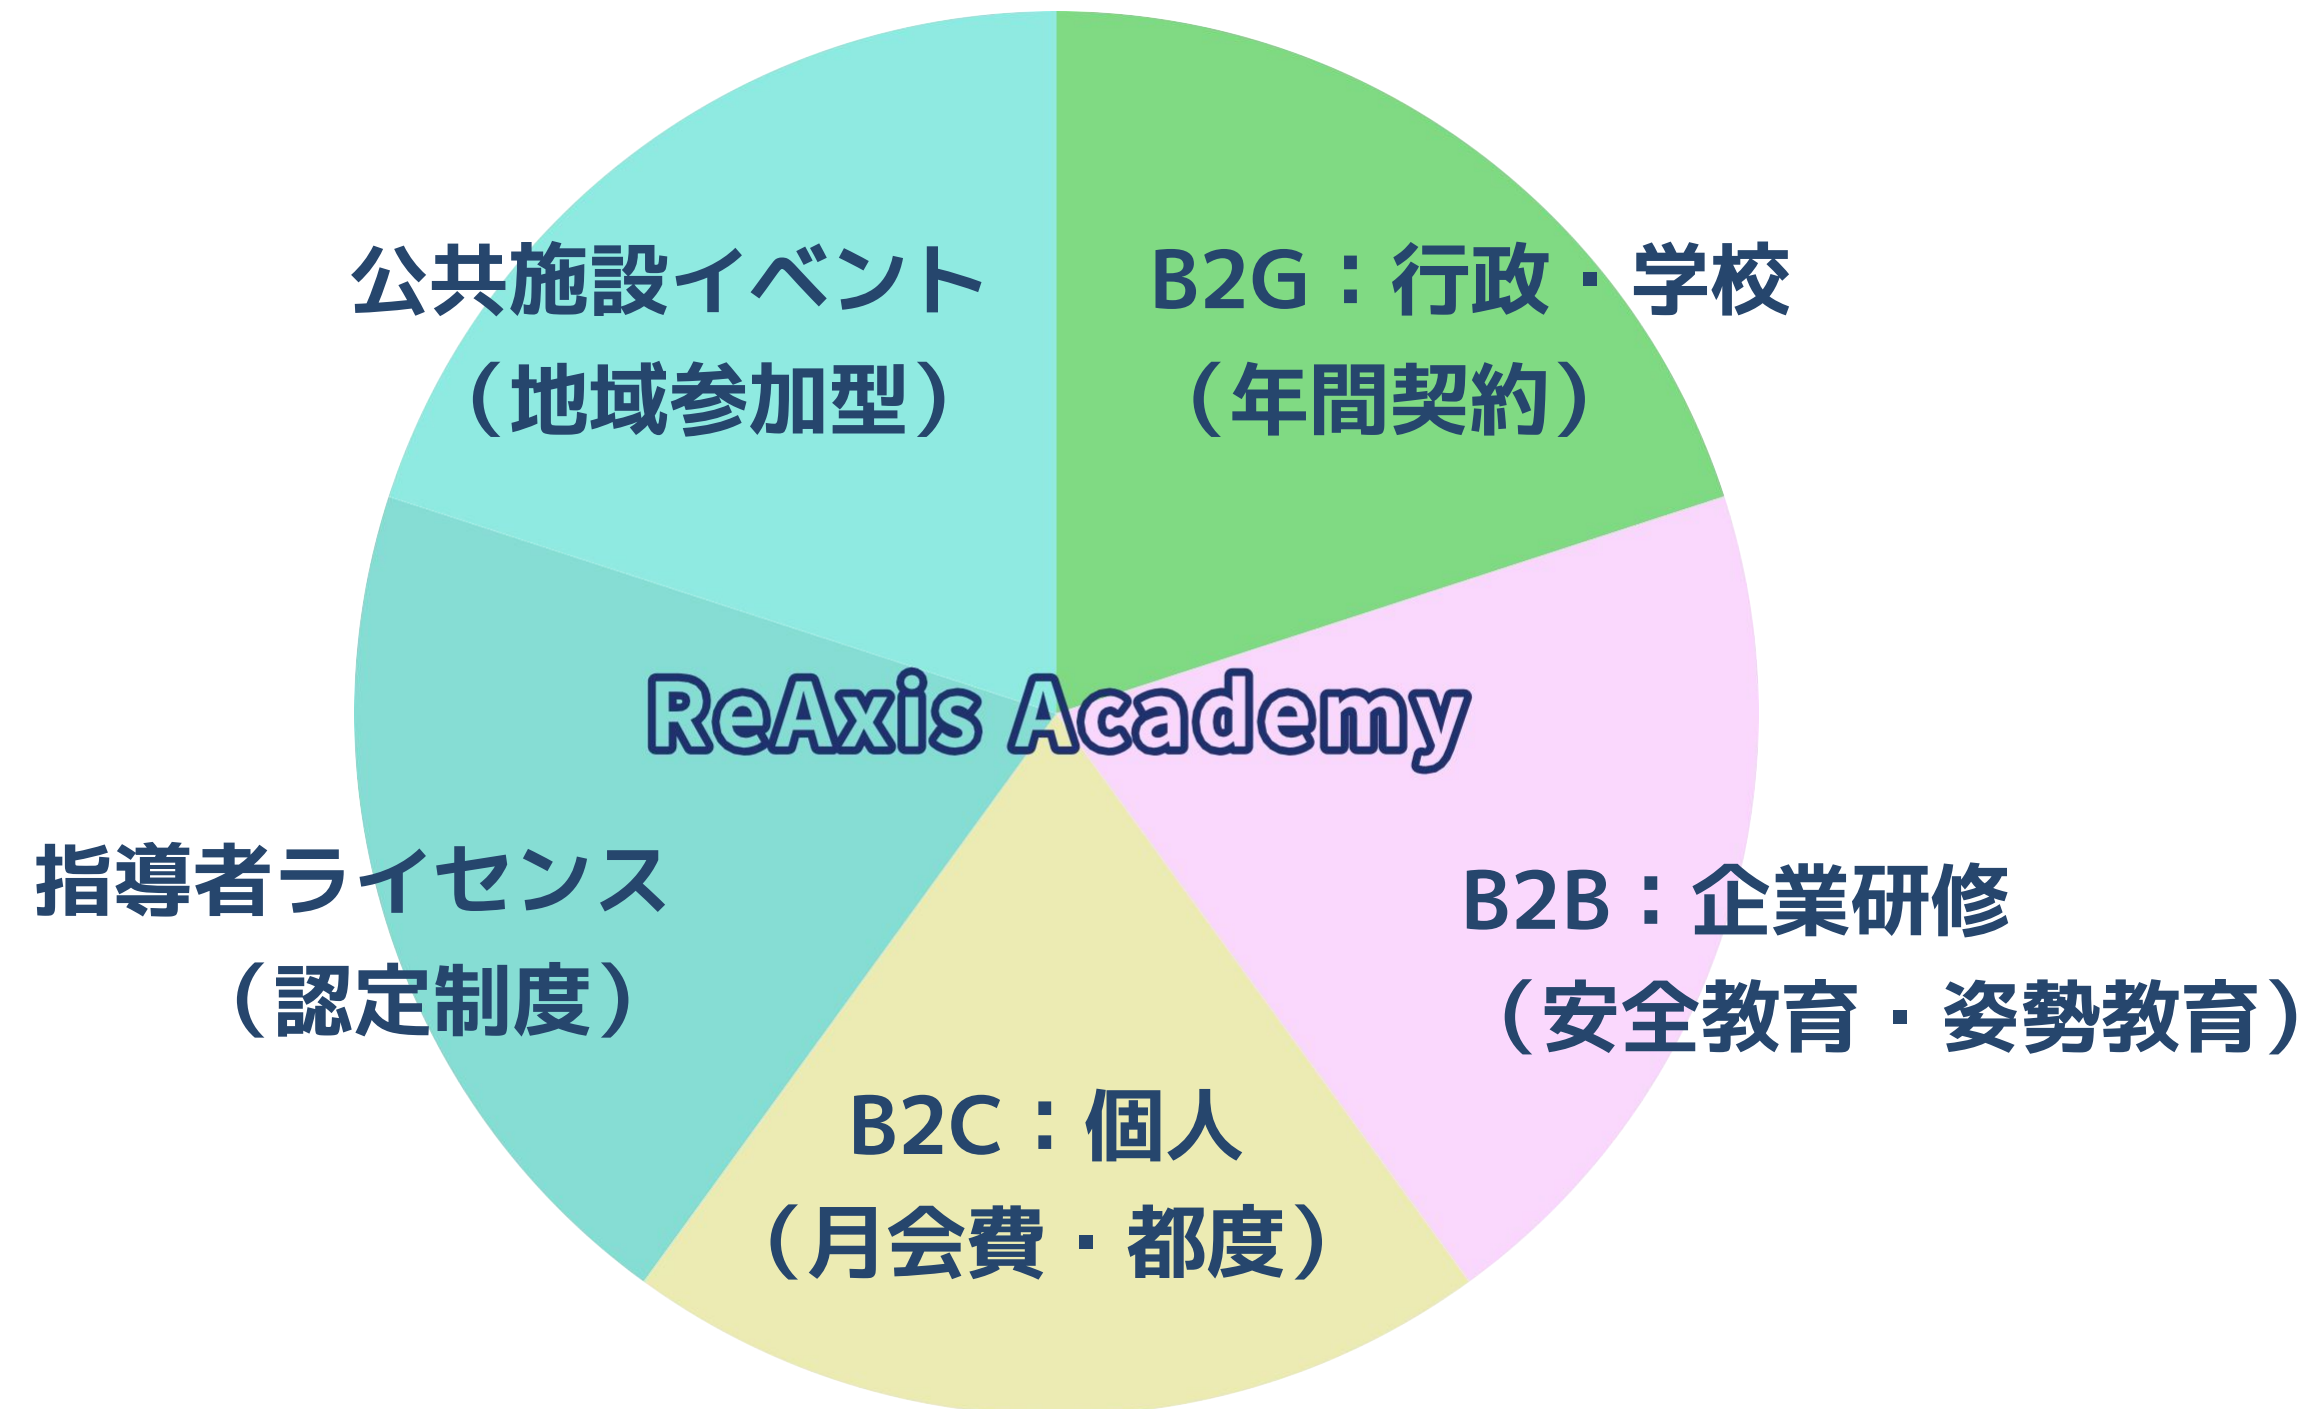 公共施設イベント
（地域参加型）
B2G：行政・学校
（年間契約）
ReAxis Academy
指導者ライセンス
（認定制度）
B2B：企業研修
（安全教育・姿勢教育）
B2C：個人
（月会費・都度）